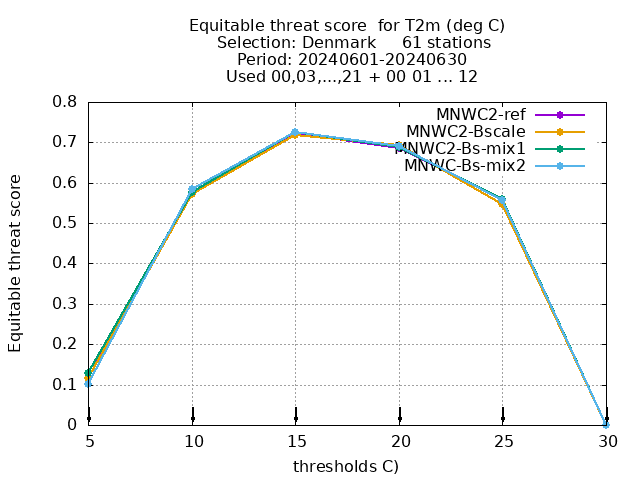 Equitable threat score  for T2m (deg C)
Selection: Denmark     61 stations
Period: 20240601-20240630
Used 00,03,...,21 + 00 01 ... 12
MNWC2-ref
MNWC2-Bscale
MNWC2-Bs-mix1
MNWC-Bs-mix2
Equitable threat score
0.8
0.7
0.6
0.5
0.4
0.3
0.2
0.1
0
5 10 15 20 25 30
thresholds C)